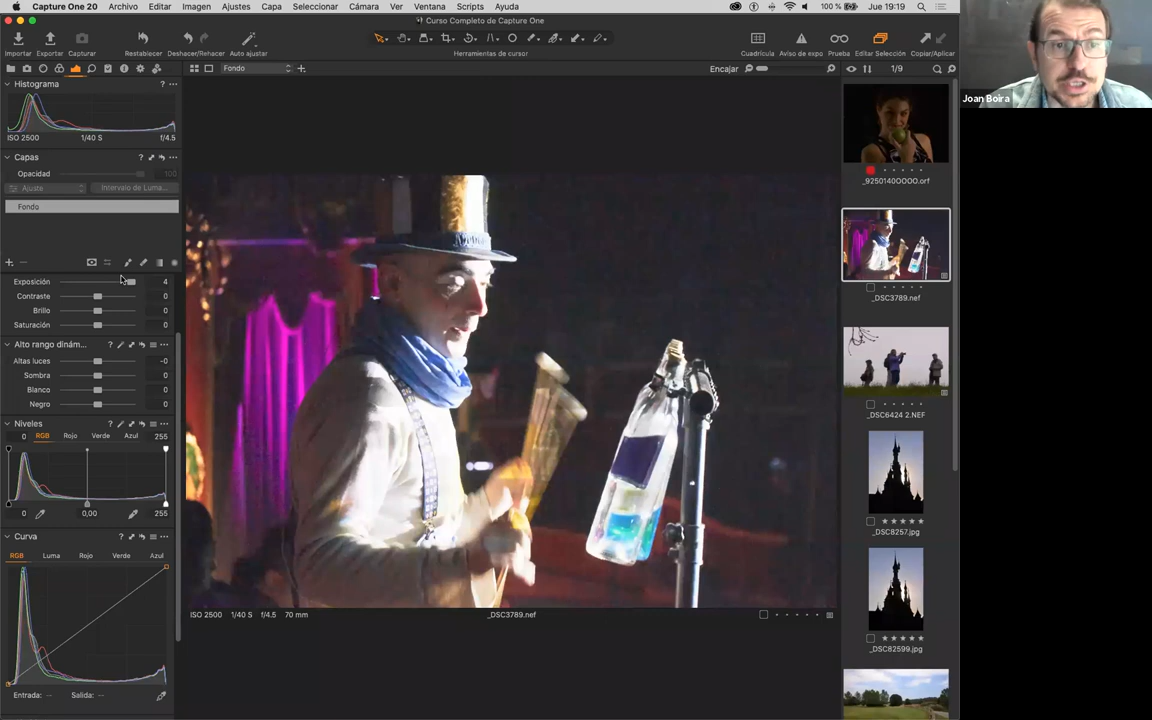 Capture One 20 Archivo Editar Imagen Ajustes Capa Seleccionar Cámara Ver Ventana Scripts Ayuda 100 % Jue 19:19
Curso Completo de Capture One
Importar Exportar Capturar Restablecer Deshacer/Rehacer Auto ajustar Herramientas de cursor Cuadrícula Aviso de expo Prueba Editar Selección Copiar/Aplicar
Fondo Encajar 1/9
Histograma
ISO 2500 1/40 S f/4.5
Capas
Opacidad 100
Ajuste Intervalo de Luma...
Fondo
Exposición 4
Contraste 0
Brillo 0
Saturación 0
Alto rango dinám...
Altas luces -0
Sombra 0
Blanco 0
Negro 0
Niveles
0 RGB Rojo Verde Azul 255
0 0,00 255
Curva
RGB Luma Rojo Verde Azul
Entrada: -- Salida: --
ISO 2500 1/40 S f/4.5 70 mm _DSC3789.nef
_9250140OOOO.orf
_DSC3789.nef
_DSC6424 2.NEF
_DSC8257.jpg
_DSC82599.jpg
Joan Boira